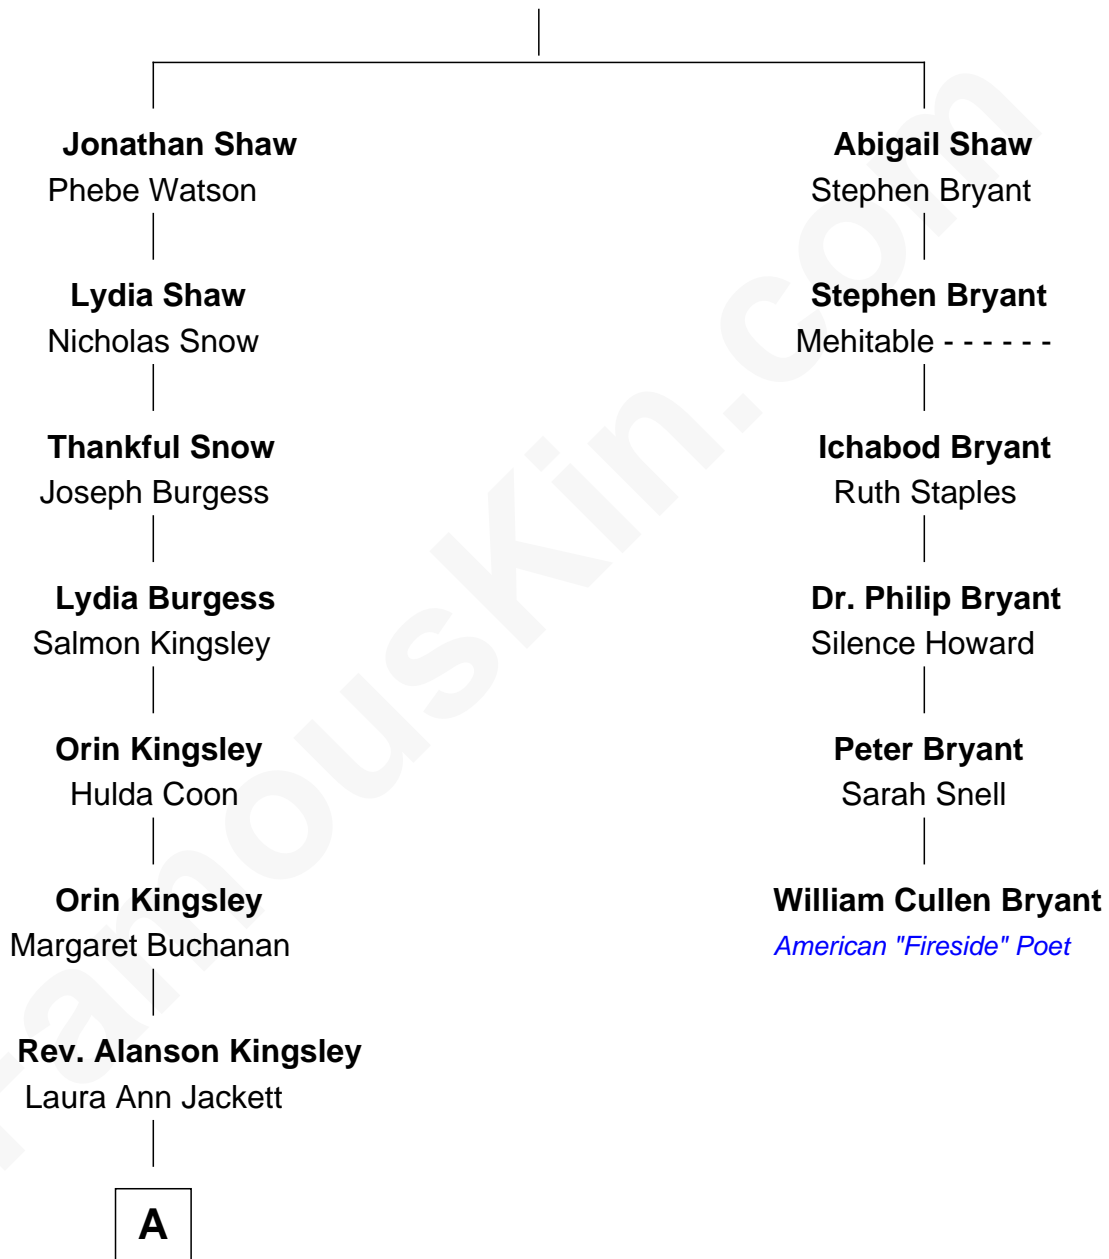 Jonathan Shaw
Phebe Watson
Lydia Shaw
Nicholas Snow
Thankful Snow
Joseph Burgess
Lydia Burgess
Salmon Kingsley
Orin Kingsley
Hulda Coon
Orin Kingsley
Margaret Buchanan
Rev. Alanson Kingsley
Laura Ann Jackett
A
Abigail Shaw
Stephen Bryant
Stephen Bryant
Mehitable - - - - - -
Ichabod Bryant
Ruth Staples
Dr. Philip Bryant
Silence Howard
Peter Bryant
Sarah Snell
William Cullen Bryant
American "Fireside" Poet
FamousKin.com